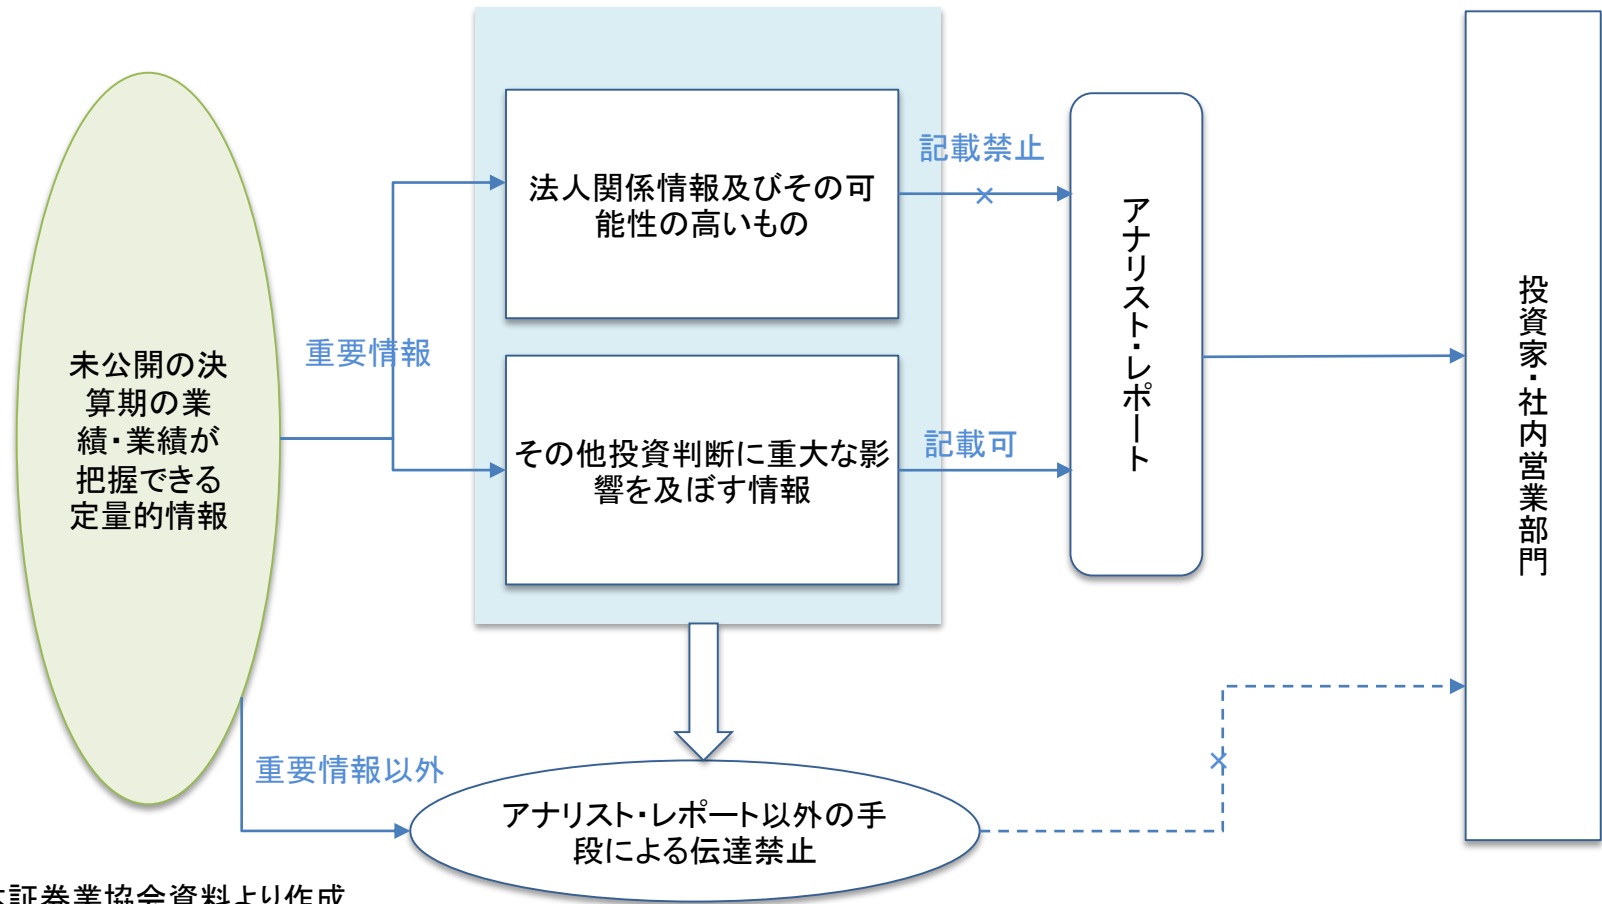 未公開の決
算期の業
績・業績が
把握できる
定量的情報
重要情報
法人関係情報及びその可
能性の高いもの
記載禁止
その他投資判断に重大な影
響を及ぼす情報
記載可
アナリスト・レポート
投資家・社内営業部門
重要情報以外
アナリスト・レポート以外の手
段による伝達禁止
証券業協会資料より作成